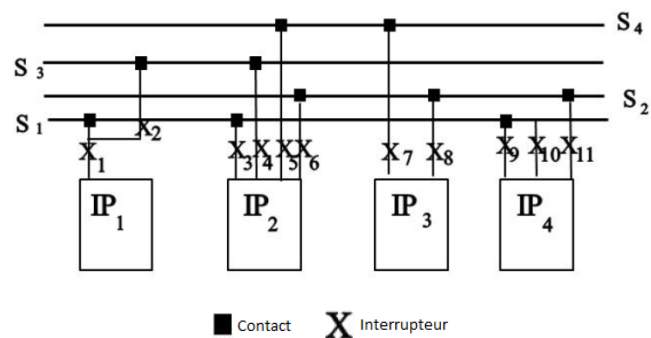 S4
S3
S2
S1
X2
X1 X3 X4 X5 X6 X7 X8 X9 X10 X11
IP1 IP2 IP3 IP4
Contact X Interrupteur